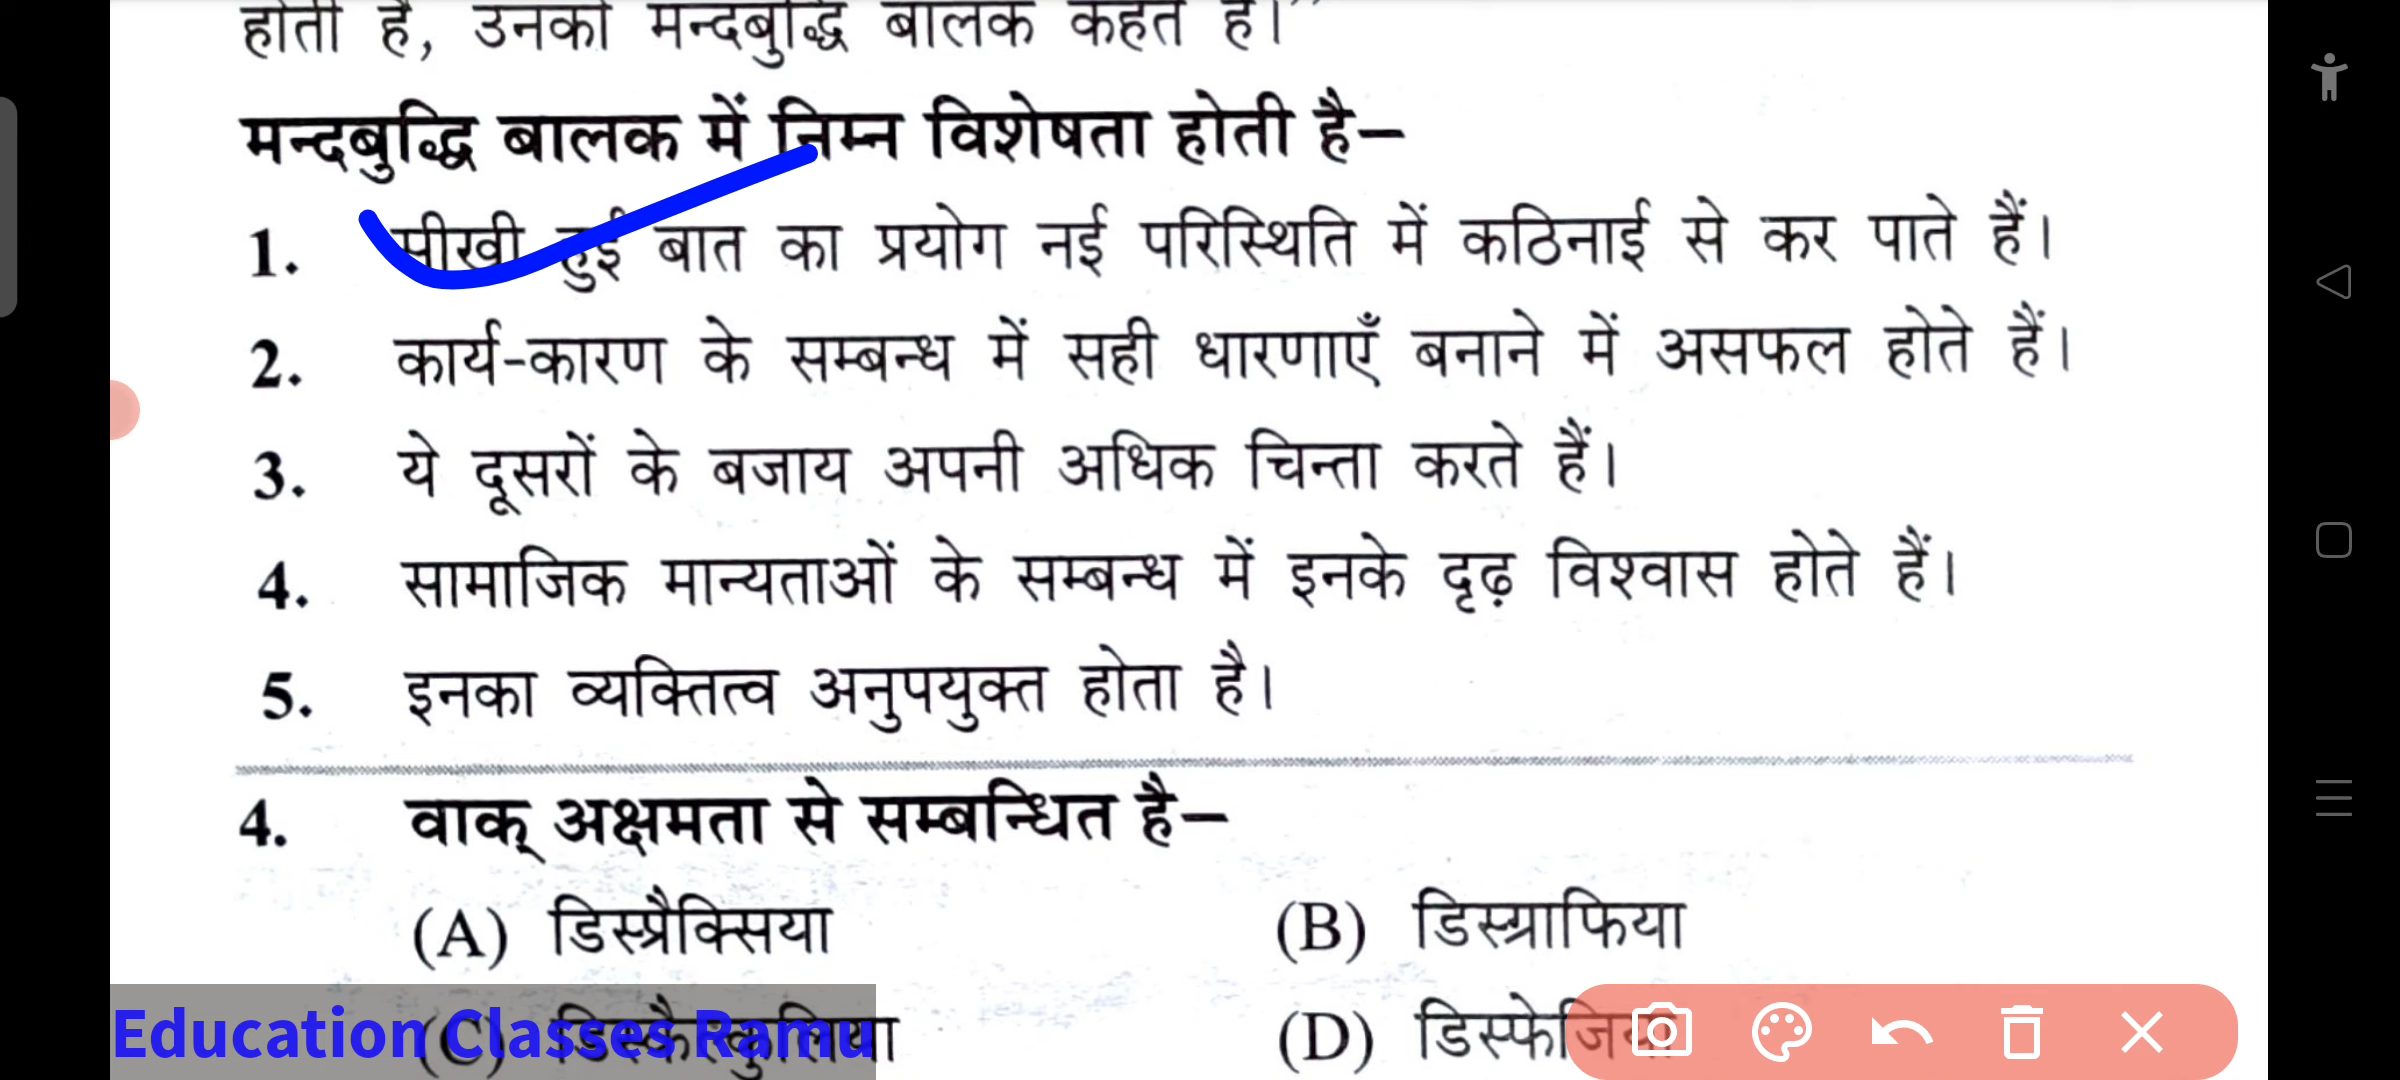 होती है, उनको मन्दबुद्धि बालक कहते हैं।”
मन्दबुद्धि बालक में निम्न विशेषता होती है–
1. सीखी हुई बात का प्रयोग नई परिस्थिति में कठिनाई से कर पाते हैं।
2. कार्य-कारण के सम्बन्ध में सही धारणाएँ बनाने में असफल होते हैं।
3. ये दूसरों के बजाय अपनी अधिक चिन्ता करते हैं।
4. सामाजिक मान्यताओं के सम्बन्ध में इनके दृढ़ विश्वास होते हैं।
5. इनका व्यक्तित्व अनुपयुक्त होता है।
4. वाक् अक्षमता से सम्बन्धित है–
(A) डिस्प्रैक्सिया (B) डिस्ग्राफिया
(C) डिस्कैल्कुलिया (D) डिस्फेजिया
Education Classes Ramu